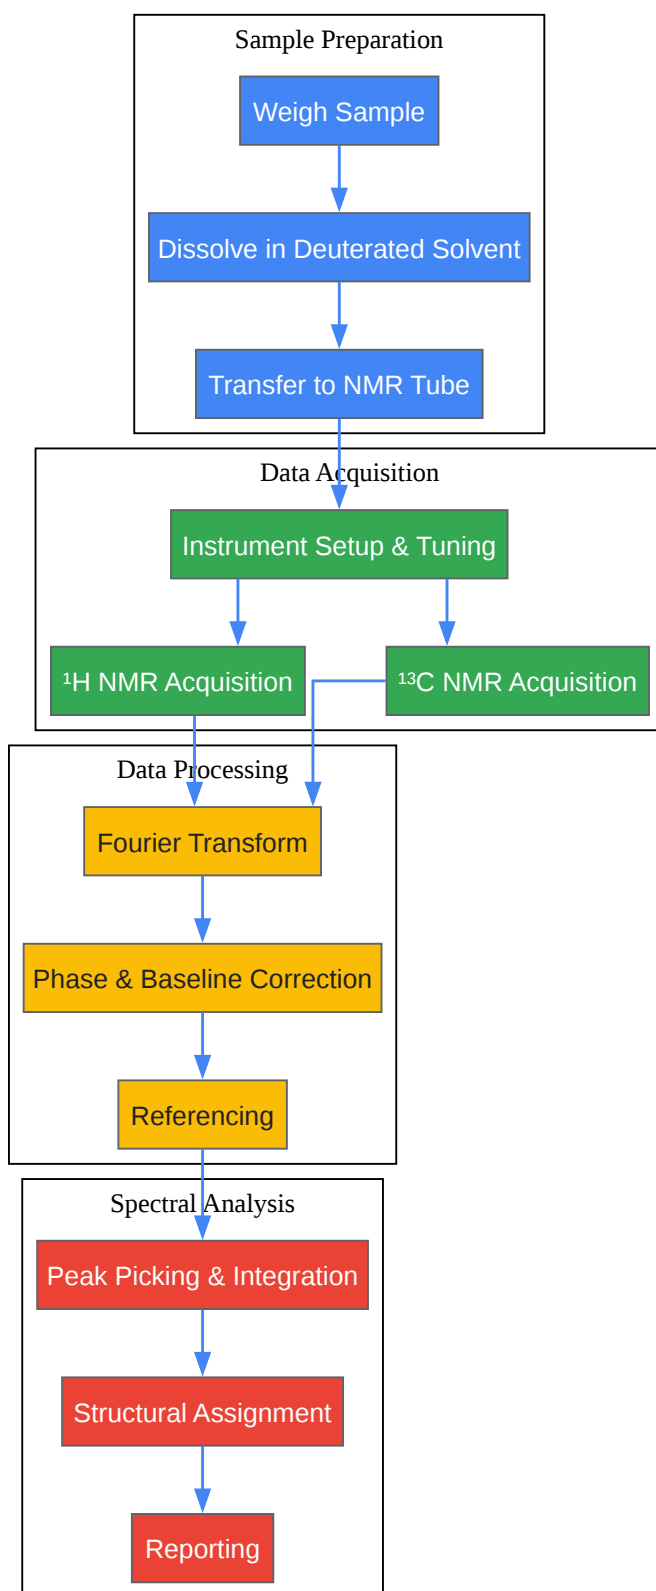 Sample Preparation
Weigh Sample
Dissolve in Deuterated Solvent
Transfer to NMR Tube
Data Acquisition
Instrument Setup & Tuning
¹H NMR Acquisition
¹³C NMR Acquisition
Data Processing
Fourier Transform
Phase & Baseline Correction
Referencing
Spectral Analysis
Peak Picking & Integration
Structural Assignment
Reporting